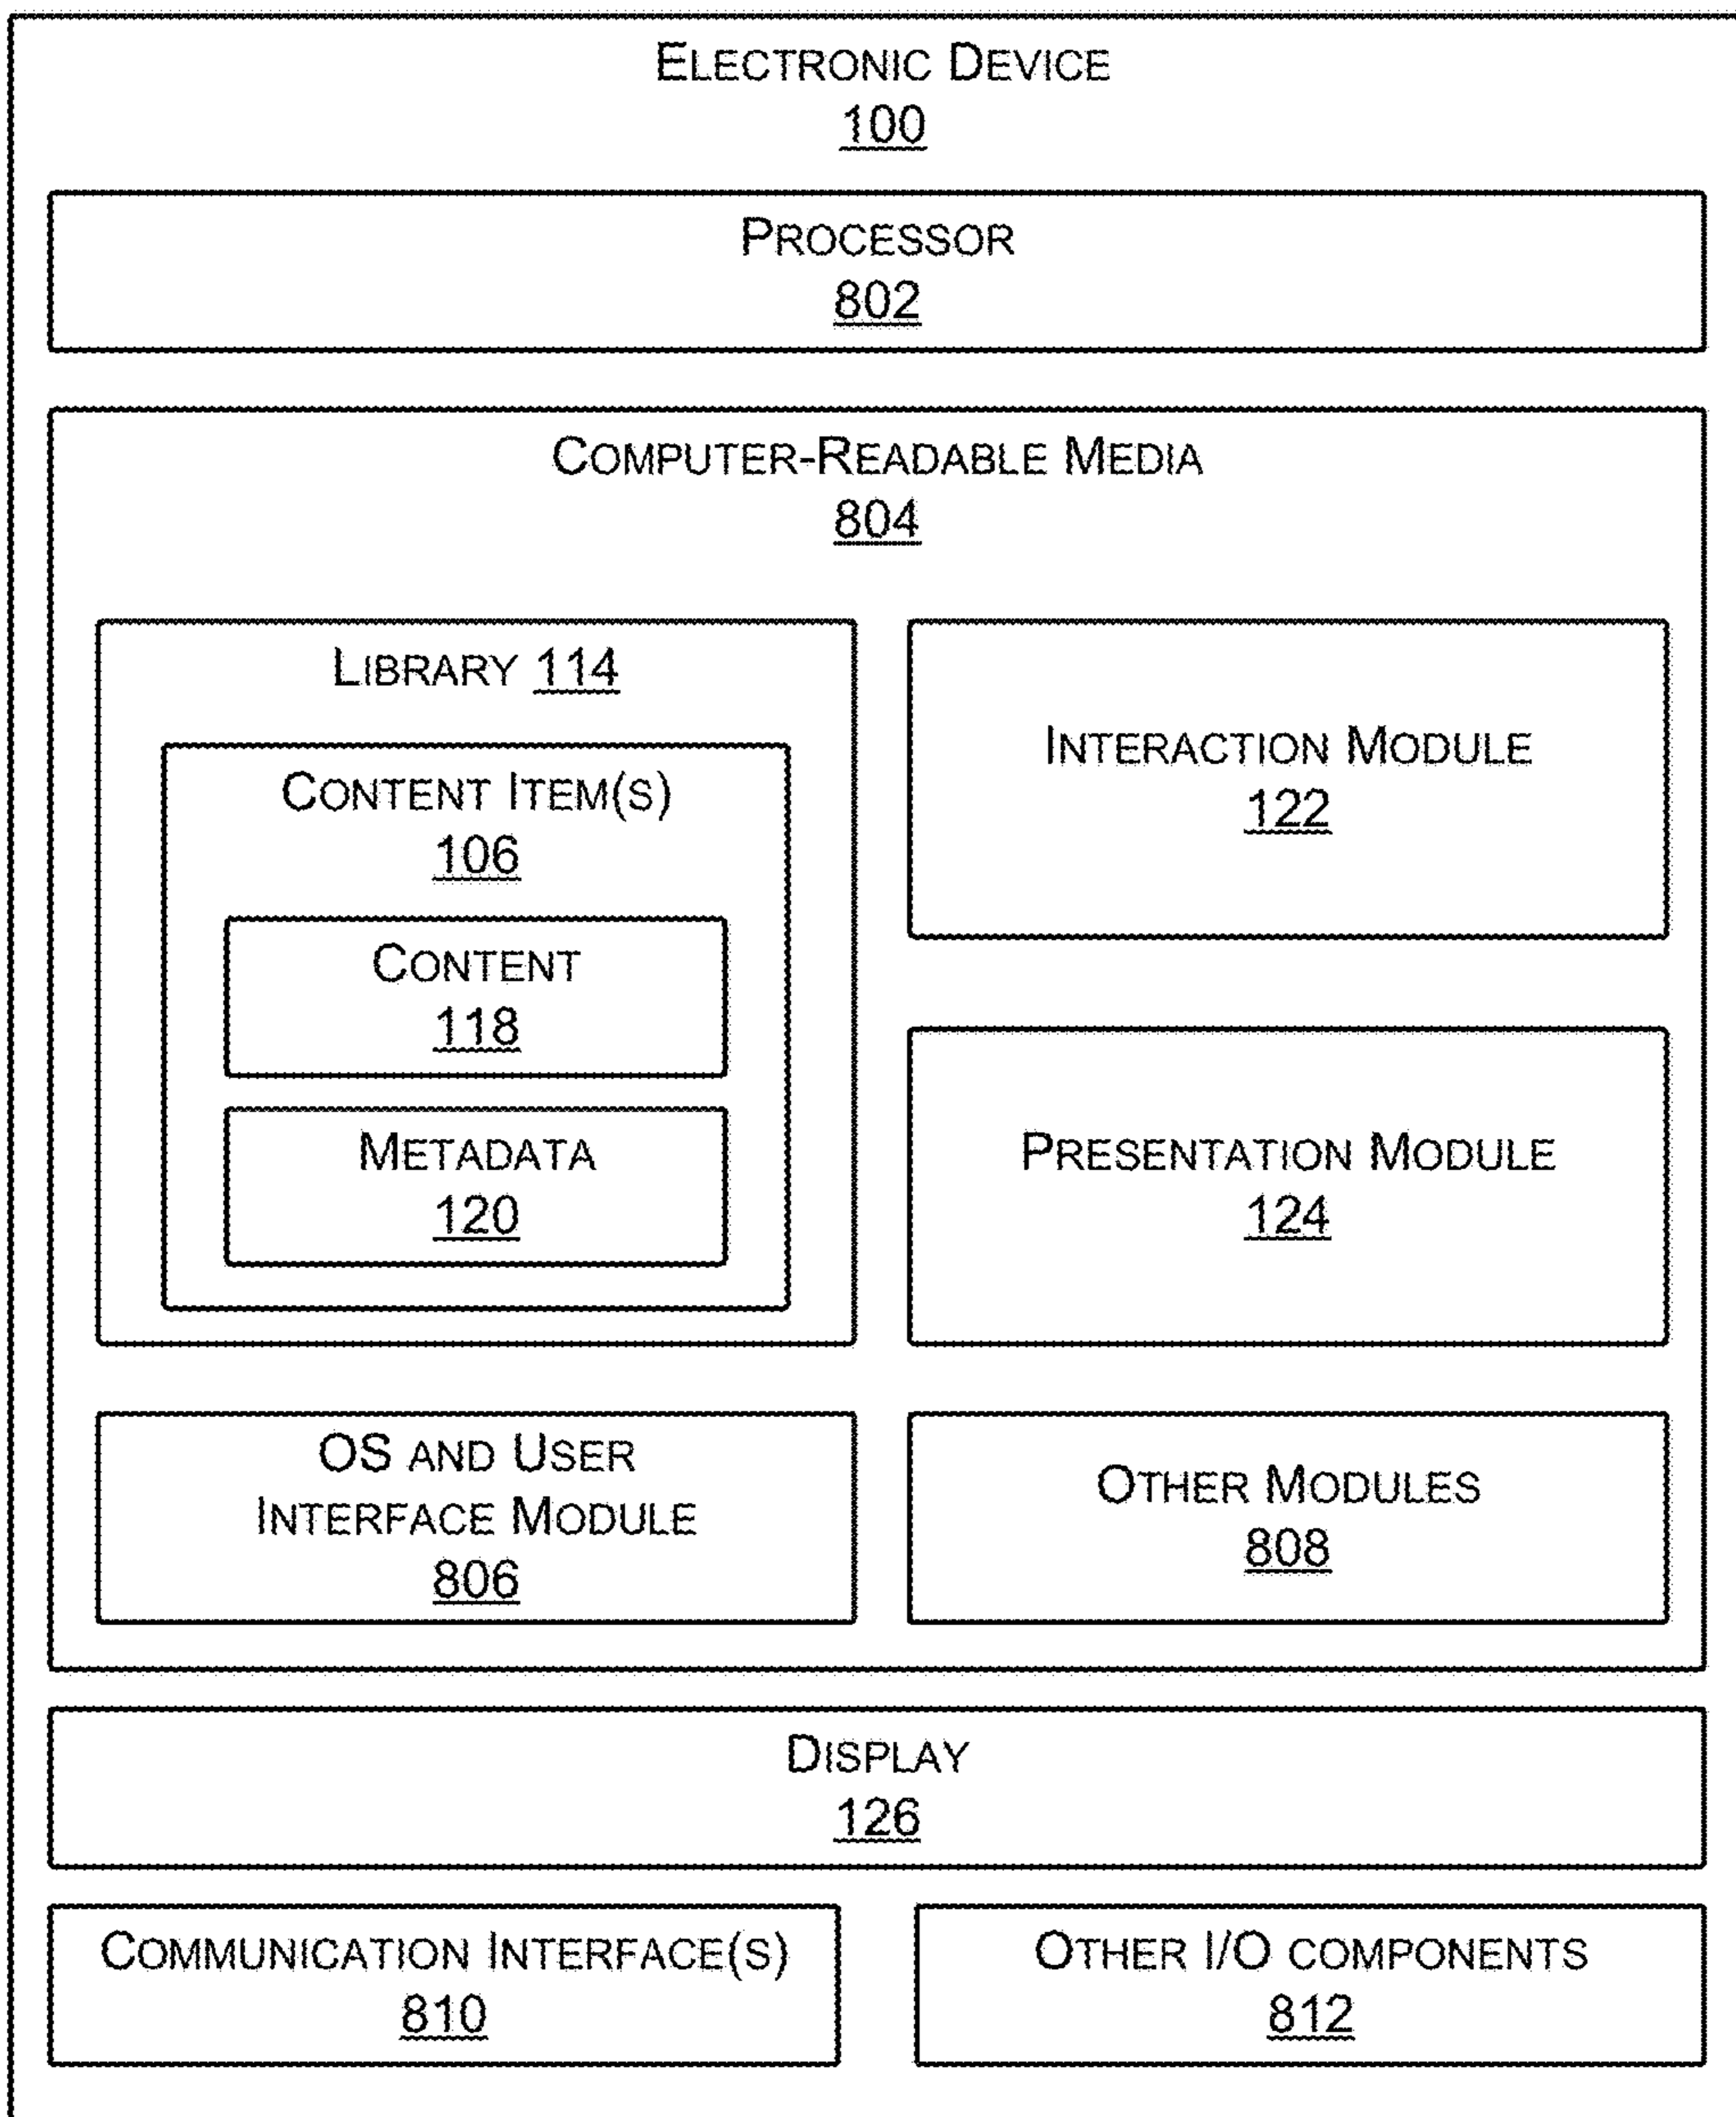 ELECTRONIC DEVICE
100
PROCESSOR
802
COMPUTER-READABLE MEDIA
804
LIBRARY 114
CONTENT ITEM(S)
106
CONTENT
118
METADATA
120
INTERACTION MODULE
122
PRESENTATION MODULE
124
OS AND USER
INTERFACE MODULE
806
OTHER MODULES
808
DISPLAY
126
COMMUNICATION INTERFACE(S)
810
OTHER I/O COMPONENTS
812